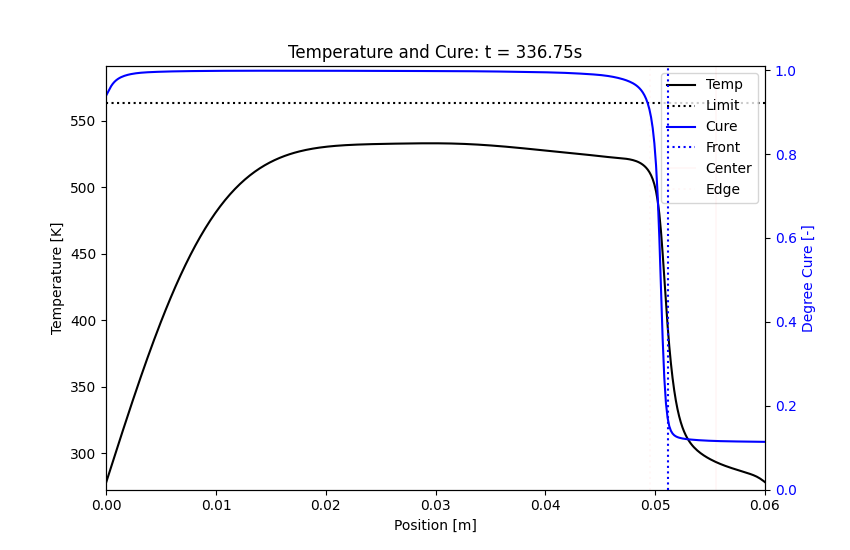 Temperature and Cure: t = 336.75s
Temperature [K]
550
500
450
400
350
300
Temp
Limit
Cure
Front
Center
Edge
1.0
0.8
0.6
0.4
0.2
0.0
Degree Cure [-]
0.00
0.01
0.02
0.03
0.04
0.05
0.06
Position [m]